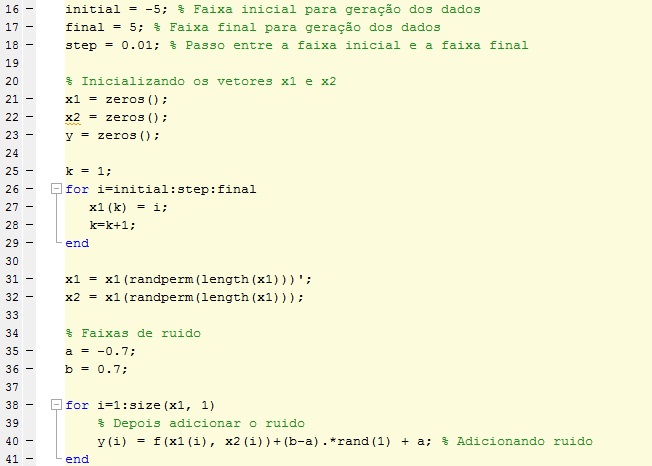 16 - initial = -5; % Faixa inicial para geração dos dados
17 - final = 5; % Faixa final para geração dos dados
18 - step = 0.01; % Passo entre a faixa inicial e a faixa final
19
20 % Inicializando os vetores x1 e x2
21 - x1 = zeros();
22 - x2 = zeros();
23 - y = zeros();
24
25 - k = 1;
26 - for i=initial:step:final
27 - x1(k) = i;
28 - k=k+1;
29 - end
30
31 - x1 = x1(randperm(length(x1)))';
32 - x2 = x1(randperm(length(x1)));
33
34 % Faixas de ruido
35 - a = -0.7;
36 - b = 0.7;
37
38 - for i=1:size(x1, 1)
39 % Depois adicionar o ruido
40 - y(i) = f(x1(i), x2(i))+(b-a).*rand(1) + a; % Adicionando ruido
41 - end